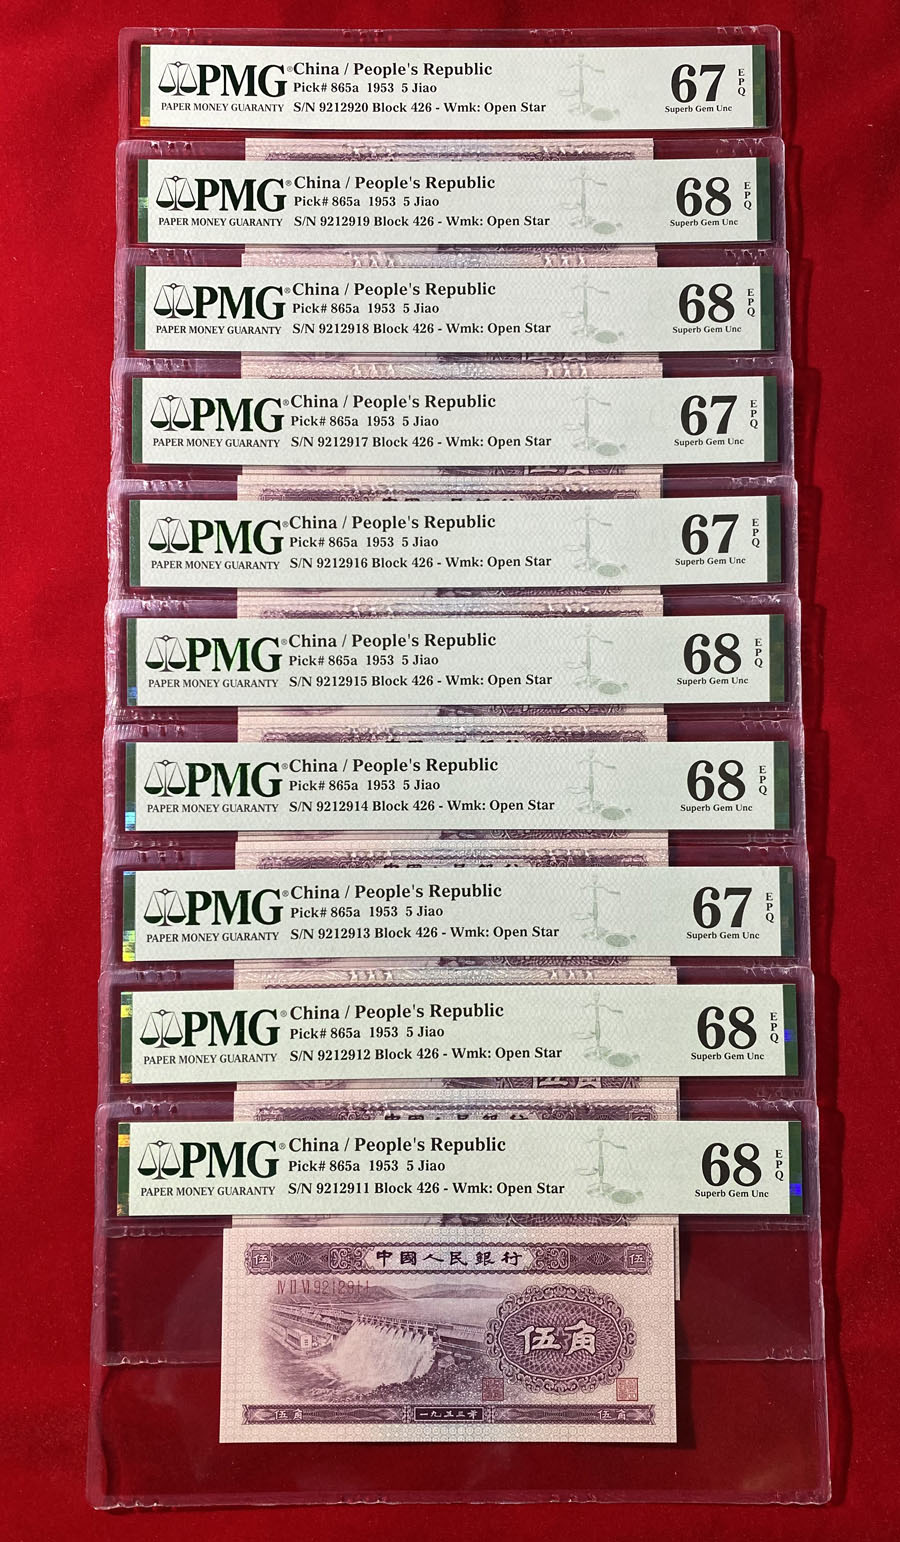 PMG® China / People's Republic
Pick# 865a 1953 5 Jiao
PAPER MONEY GUARANTY S/N 9212920 Block 426 - Wmk: Open Star
67 EPQ
Superb Gem Unc
PMG® China / People's Republic
Pick# 865a 1953 5 Jiao
PAPER MONEY GUARANTY S/N 9212919 Block 426 - Wmk: Open Star
68 EPQ
Superb Gem Unc
PMG® China / People's Republic
Pick# 865a 1953 5 Jiao
PAPER MONEY GUARANTY S/N 9212918 Block 426 - Wmk: Open Star
68 EPQ
Superb Gem Unc
PMG® China / People's Republic
Pick# 865a 1953 5 Jiao
PAPER MONEY GUARANTY S/N 9212917 Block 426 - Wmk: Open Star
67 EPQ
Superb Gem Unc
PMG® China / People's Republic
Pick# 865a 1953 5 Jiao
PAPER MONEY GUARANTY S/N 9212916 Block 426 - Wmk: Open Star
67 EPQ
Superb Gem Unc
PMG® China / People's Republic
Pick# 865a 1953 5 Jiao
PAPER MONEY GUARANTY S/N 9212915 Block 426 - Wmk: Open Star
68 EPQ
Superb Gem Unc
PMG® China / People's Republic
Pick# 865a 1953 5 Jiao
PAPER MONEY GUARANTY S/N 9212914 Block 426 - Wmk: Open Star
68 EPQ
Superb Gem Unc
PMG® China / People's Republic
Pick# 865a 1953 5 Jiao
PAPER MONEY GUARANTY S/N 9212913 Block 426 - Wmk: Open Star
67 EPQ
Superb Gem Unc
PMG® China / People's Republic
Pick# 865a 1953 5 Jiao
PAPER MONEY GUARANTY S/N 9212912 Block 426 - Wmk: Open Star
68 EPQ
Superb Gem Unc
PMG® China / People's Republic
Pick# 865a 1953 5 Jiao
PAPER MONEY GUARANTY S/N 9212911 Block 426 - Wmk: Open Star
68 EPQ
Superb Gem Unc
伍 中國人民銀行 伍
IV II VI 9212911
伍角
伍角 一九五三年 伍角